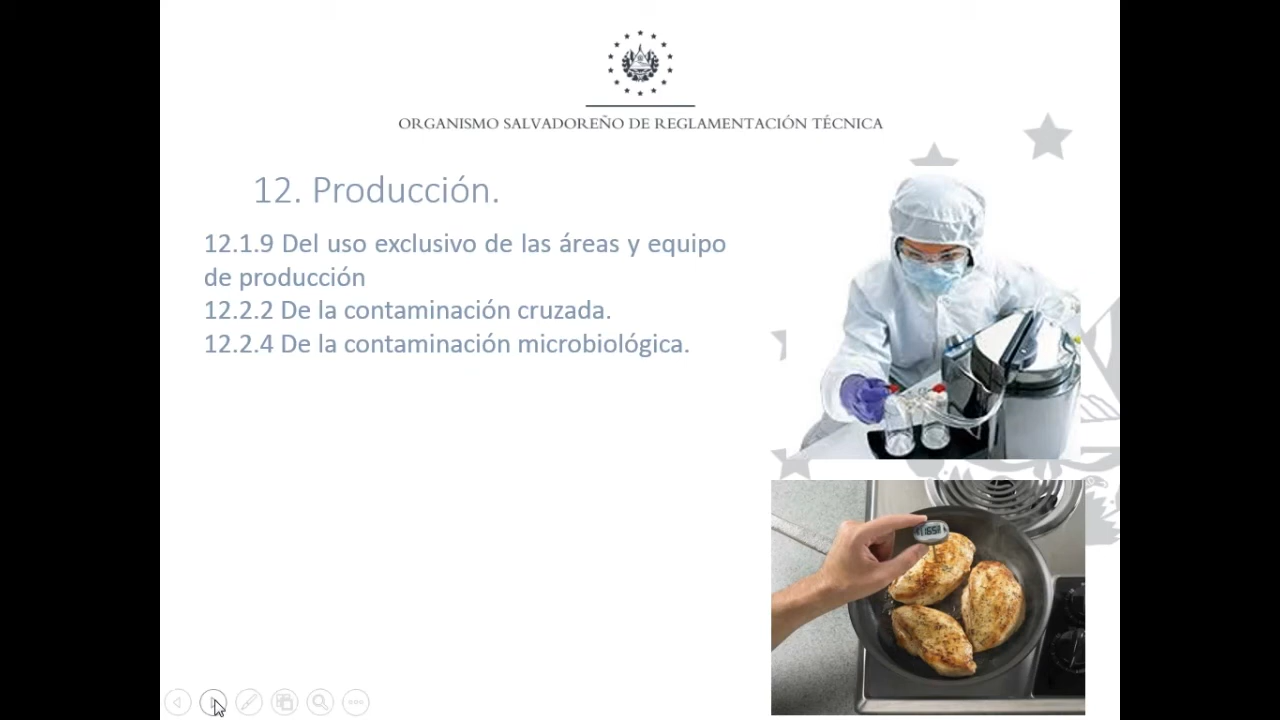 ORGANISMO SALVADOREÑO DE REGLAMENTACIÓN TÉCNICA
12. Producción.
12.1.9 Del uso exclusivo de las áreas y equipo
de producción
12.2.2 De la contaminación cruzada.
12.2.4 De la contaminación microbiológica.